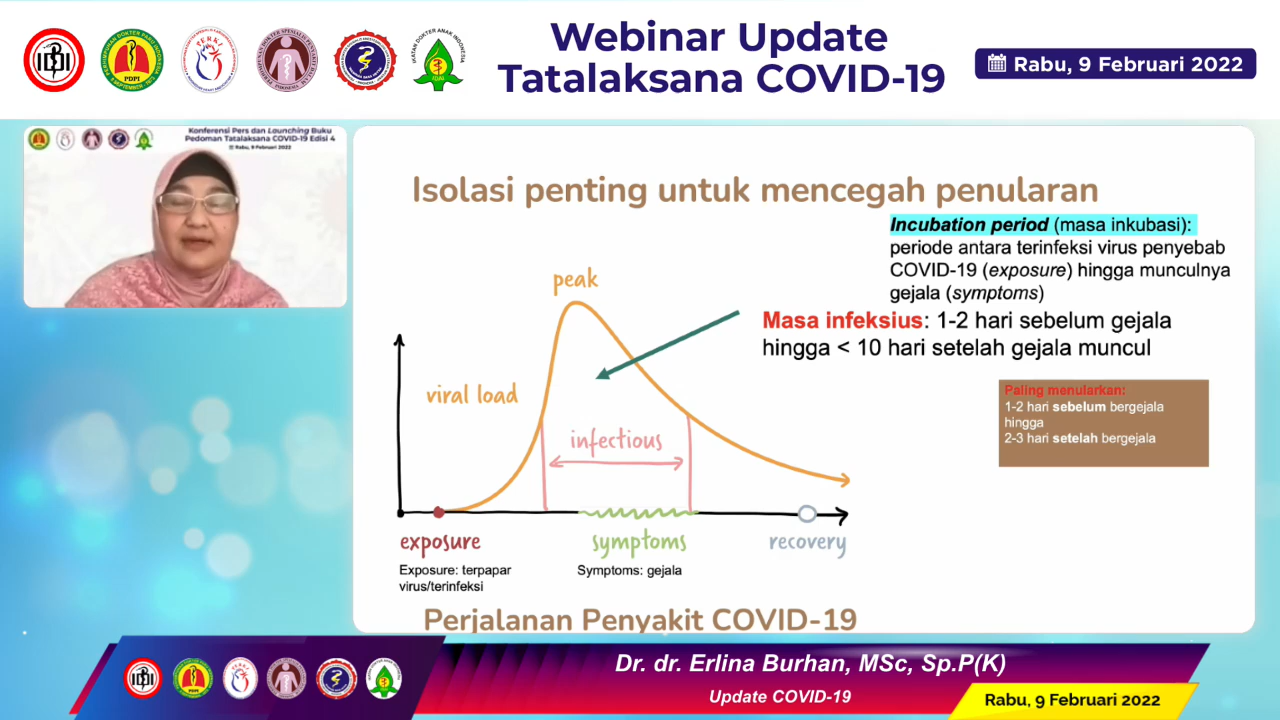 Webinar Update
Tatalaksana COVID-19
Rabu, 9 Februari 2022
IDI
PDPI
PERKI
IDAI
Konferensi Pers dan Launching Buku
Pedoman Tatalaksana COVID-19 Edisi 4
Rabu, 9 Februari 2022
Isolasi penting untuk mencegah penularan
Incubation period (masa inkubasi):
periode antara terinfeksi virus penyebab
COVID-19 (exposure) hingga munculnya
gejala (symptoms)
Masa infeksius: 1-2 hari sebelum gejala
hingga < 10 hari setelah gejala muncul
Paling menularkan:
1-2 hari sebelum bergejala
hingga
2-3 hari setelah bergejala
peak
viral load
infectious
exposure
symptoms
recovery
Exposure: terpapar
virus/terinfeksi
Symptoms: gejala
Perjalanan Penyakit COVID-19
Dr. dr. Erlina Burhan, MSc, Sp.P(K)
Update COVID-19
Rabu, 9 Februari 2022